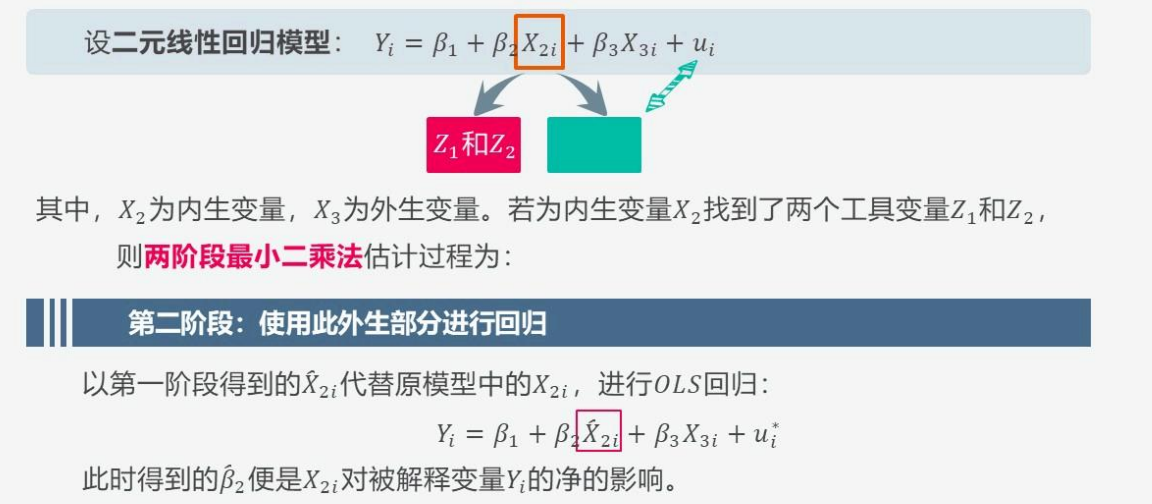 设二元线性回归模型： Yᵢ = β₁ + β₂X₂ᵢ + β₃X₃ᵢ + uᵢ
Z₁和Z₂
其中，X₂为内生变量，X₃为外生变量。若为内生变量X₂找到了两个工具变量Z₁和Z₂，
则两阶段最小二乘法估计过程为：
第二阶段：使用此外生部分进行回归
以第一阶段得到的X̂₂ᵢ代替原模型中的X₂ᵢ，进行OLS回归：
Yᵢ = β₁ + β₂X̂₂ᵢ + β₃X₃ᵢ + uᵢ*
此时得到的β̂₂便是X₂ᵢ对被解释变量Yᵢ的净的影响。